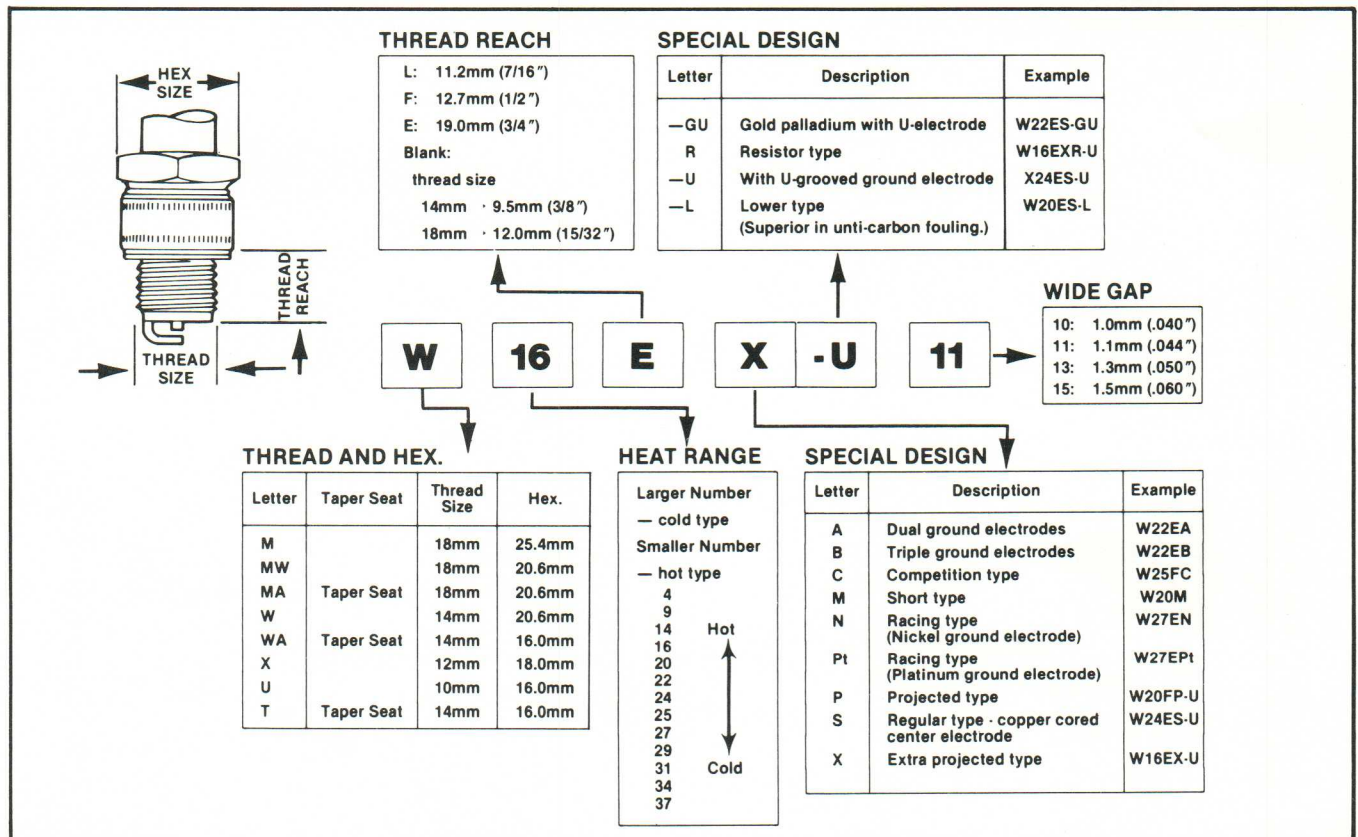 HEX
SIZE
THREAD
REACH
THREAD
SIZE
THREAD REACH
L: 11.2mm (7/16")
F: 12.7mm (1/2")
E: 19.0mm (3/4")
Blank:
thread size
14mm · 9.5mm (3/8")
18mm · 12.0mm (15/32")
SPECIAL DESIGN
Letter Description Example
—GU Gold palladium with U-electrode W22ES-GU
R Resistor type W16EXR-U
—U With U-grooved ground electrode X24ES-U
—L Lower type W20ES-L
(Superior in unti-carbon fouling.)
WIDE GAP
10: 1.0mm (.040")
11: 1.1mm (.044")
13: 1.3mm (.050")
15: 1.5mm (.060")
W 16 E X -U 11
THREAD AND HEX.
Letter Taper Seat Thread Size Hex.
M 18mm 25.4mm
MW 18mm 20.6mm
MA Taper Seat 18mm 20.6mm
W 14mm 20.6mm
WA Taper Seat 14mm 16.0mm
X 12mm 18.0mm
U 10mm 16.0mm
T Taper Seat 14mm 16.0mm
HEAT RANGE
Larger Number
— cold type
Smaller Number
— hot type
4
9
14 Hot
16
20
22
24
25
27
29
31 Cold
34
37
SPECIAL DESIGN
Letter Description Example
A Dual ground electrodes W22EA
B Triple ground electrodes W22EB
C Competition type W25FC
M Short type W20M
N Racing type W27EN
(Nickel ground electrode)
Pt Racing type W27EPt
(Platinum ground electrode)
P Projected type W20FP-U
S Regular type · copper cored W24ES-U
center electrode
X Extra projected type W16EX-U